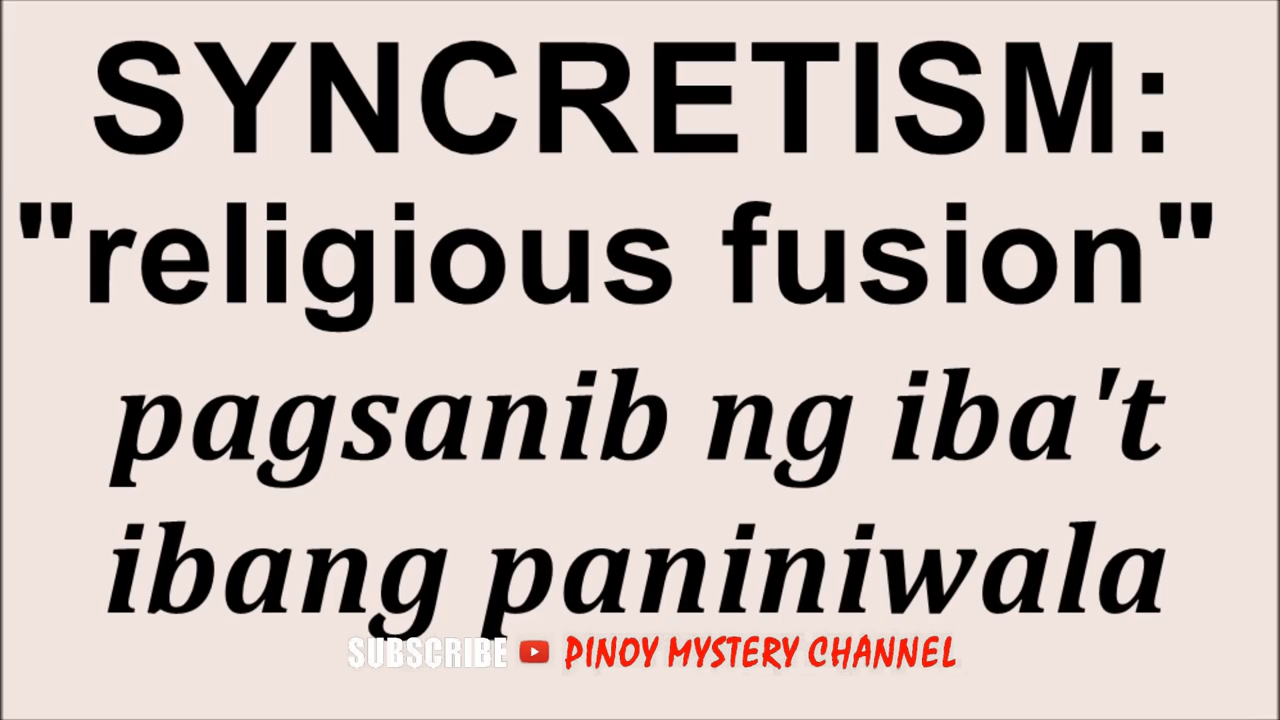 SYNCRETISM:
"religious fusion"
pagsanib ng iba't
ibang paniniwala
SUBSCRIBE PINOY MYSTERY CHANNEL